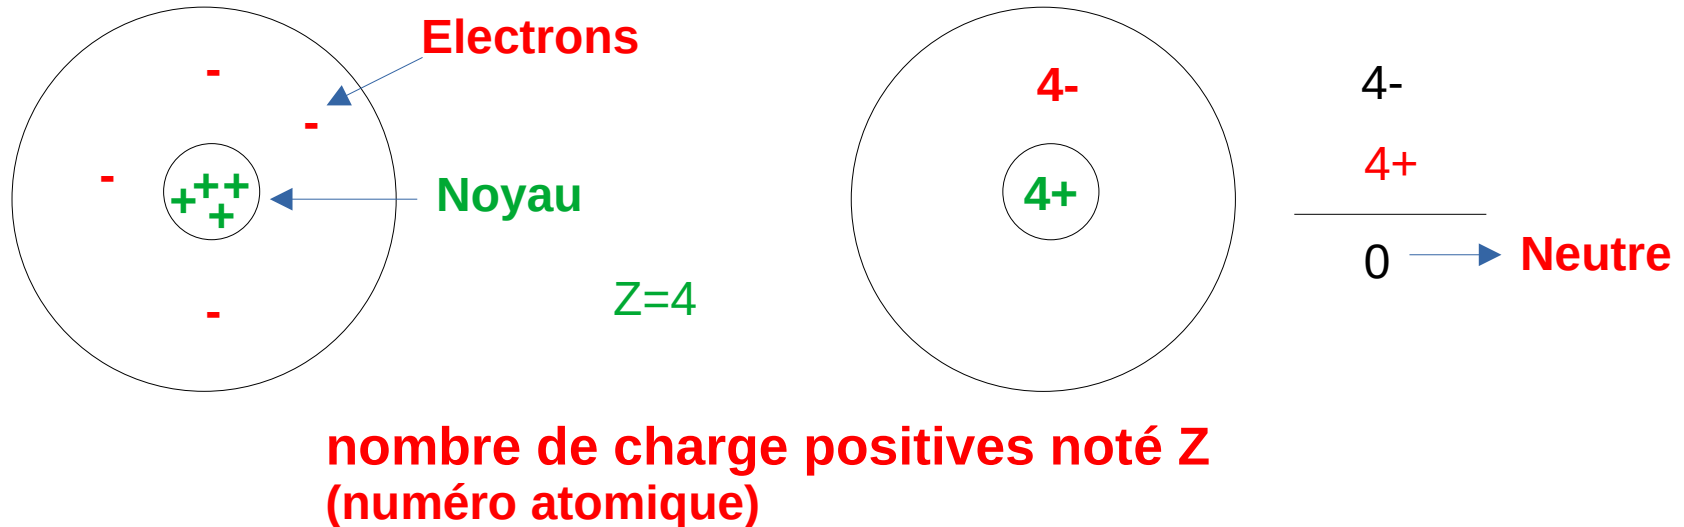 Electrons
-
-
-
-
++
+
+
Noyau
Z=4
4-
4+
4-
4+
0
Neutre
nombre de charge positives noté Z
(numéro atomique)